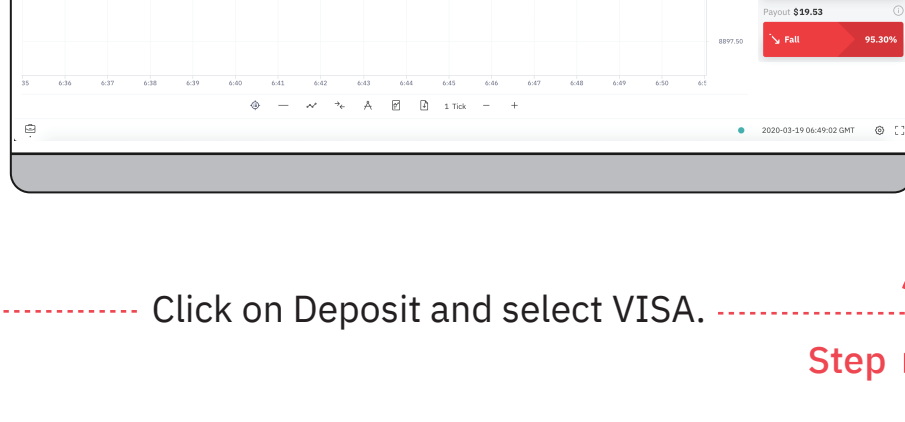 Payout $19.53
8897.50
Fall 95.30%
35 6:36 6:37 6:38 6:39 6:40 6:41 6:42 6:43 6:44 6:45 6:46 6:47 6:48 6:49 6:50
1 Tick
2020-03-19 06:49:02 GMT
Click on Deposit and select VISA.
Step